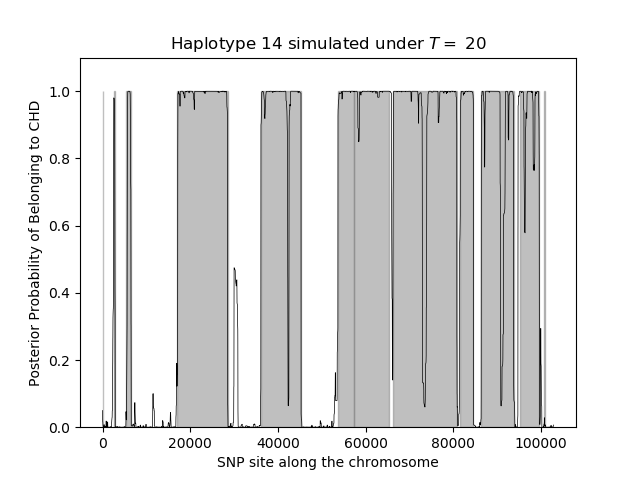 Haplotype 14 simulated under T = 20
Posterior Probability of Belonging to CHD
1.0
0.8
0.6
0.4
0.2
0.0
0 20000 40000 60000 80000 100000
SNP site along the chromosome